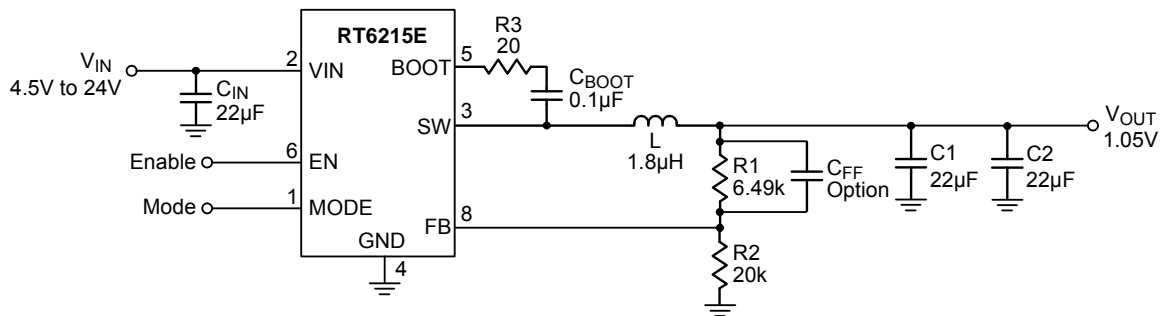 RT6215E
R3
20
2
5
VIN
4.5V to 24V
VIN
BOOT
CIN
22µF
CBOOT
0.1µF
3
SW
VOUT
1.05V
L
1.8µH
Enable
6
EN
R1
6.49k
CFF
Option
C1
22µF
C2
22µF
Mode
1
MODE
FB
8
GND
4
R2
20k